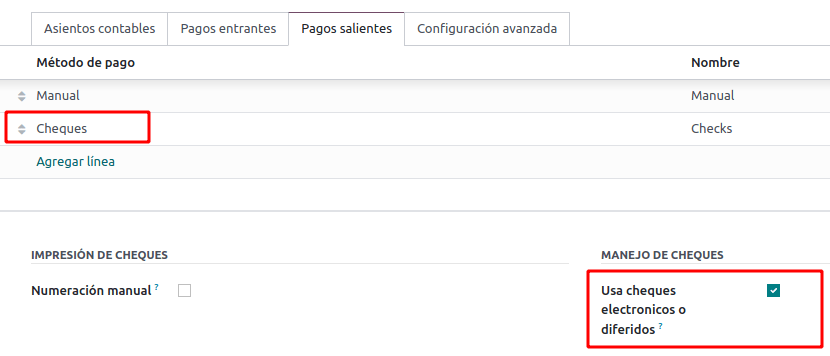 Asientos contables Pagos entrantes Pagos salientes Configuración avanzada
Método de pago Nombre
Manual Manual
Cheques Checks
Agregar línea
IMPRESIÓN DE CHEQUES MANEJO DE CHEQUES
Numeración manual ? Usa cheques
electronicos o
diferidos ?